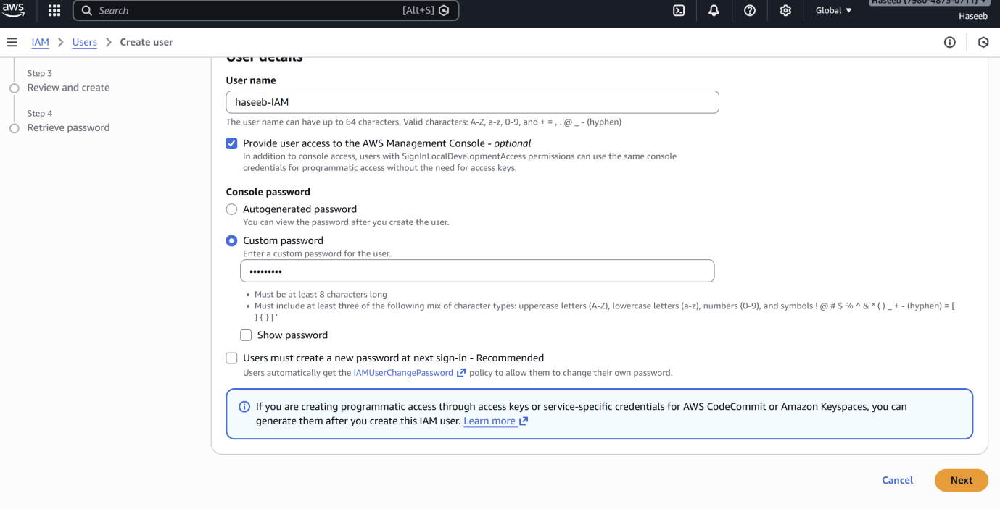 aws
Search
[Alt+S]
Global ▼
Haseeb (7980-4873-0711) ▼
Haseeb
IAM > Users > Create user
Step 3
Review and create
Step 4
Retrieve password
User details
User name
haseeb-IAM
The user name can have up to 64 characters. Valid characters: A-Z, a-z, 0-9, and + = , . @ _ - (hyphen)
Provide user access to the AWS Management Console - optional
In addition to console access, users with SignInLocalDevelopmentAccess permissions can use the same console
credentials for programmatic access without the need for access keys.
Console password
Autogenerated password
You can view the password after you create the user.
Custom password
Enter a custom password for the user.
•••••••••
• Must be at least 8 characters long
• Must include at least three of the following mix of character types: uppercase letters (A-Z), lowercase letters (a-z), numbers (0-9), and symbols ! @ # $ % ^ & * ( ) _ + - (hyphen) = [
] { } | '
Show password
Users must create a new password at next sign-in - Recommended
Users automatically get the IAMUserChangePassword policy to allow them to change their own password.
If you are creating programmatic access through access keys or service-specific credentials for AWS CodeCommit or Amazon Keyspaces, you can
generate them after you create this IAM user. Learn more
Cancel
Next